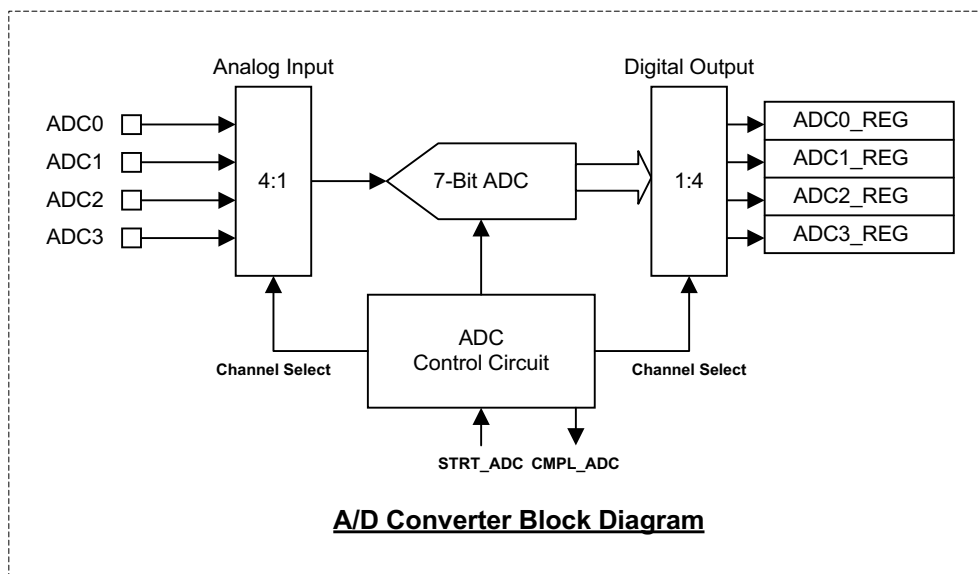 Analog Input
Digital Output
ADC0
ADC1
ADC2
ADC3
4:1
7-Bit ADC
1:4
ADC0_REG
ADC1_REG
ADC2_REG
ADC3_REG
ADC
Control Circuit
Channel Select
Channel Select
STRT_ADC
CMPL_ADC
A/D Converter Block Diagram